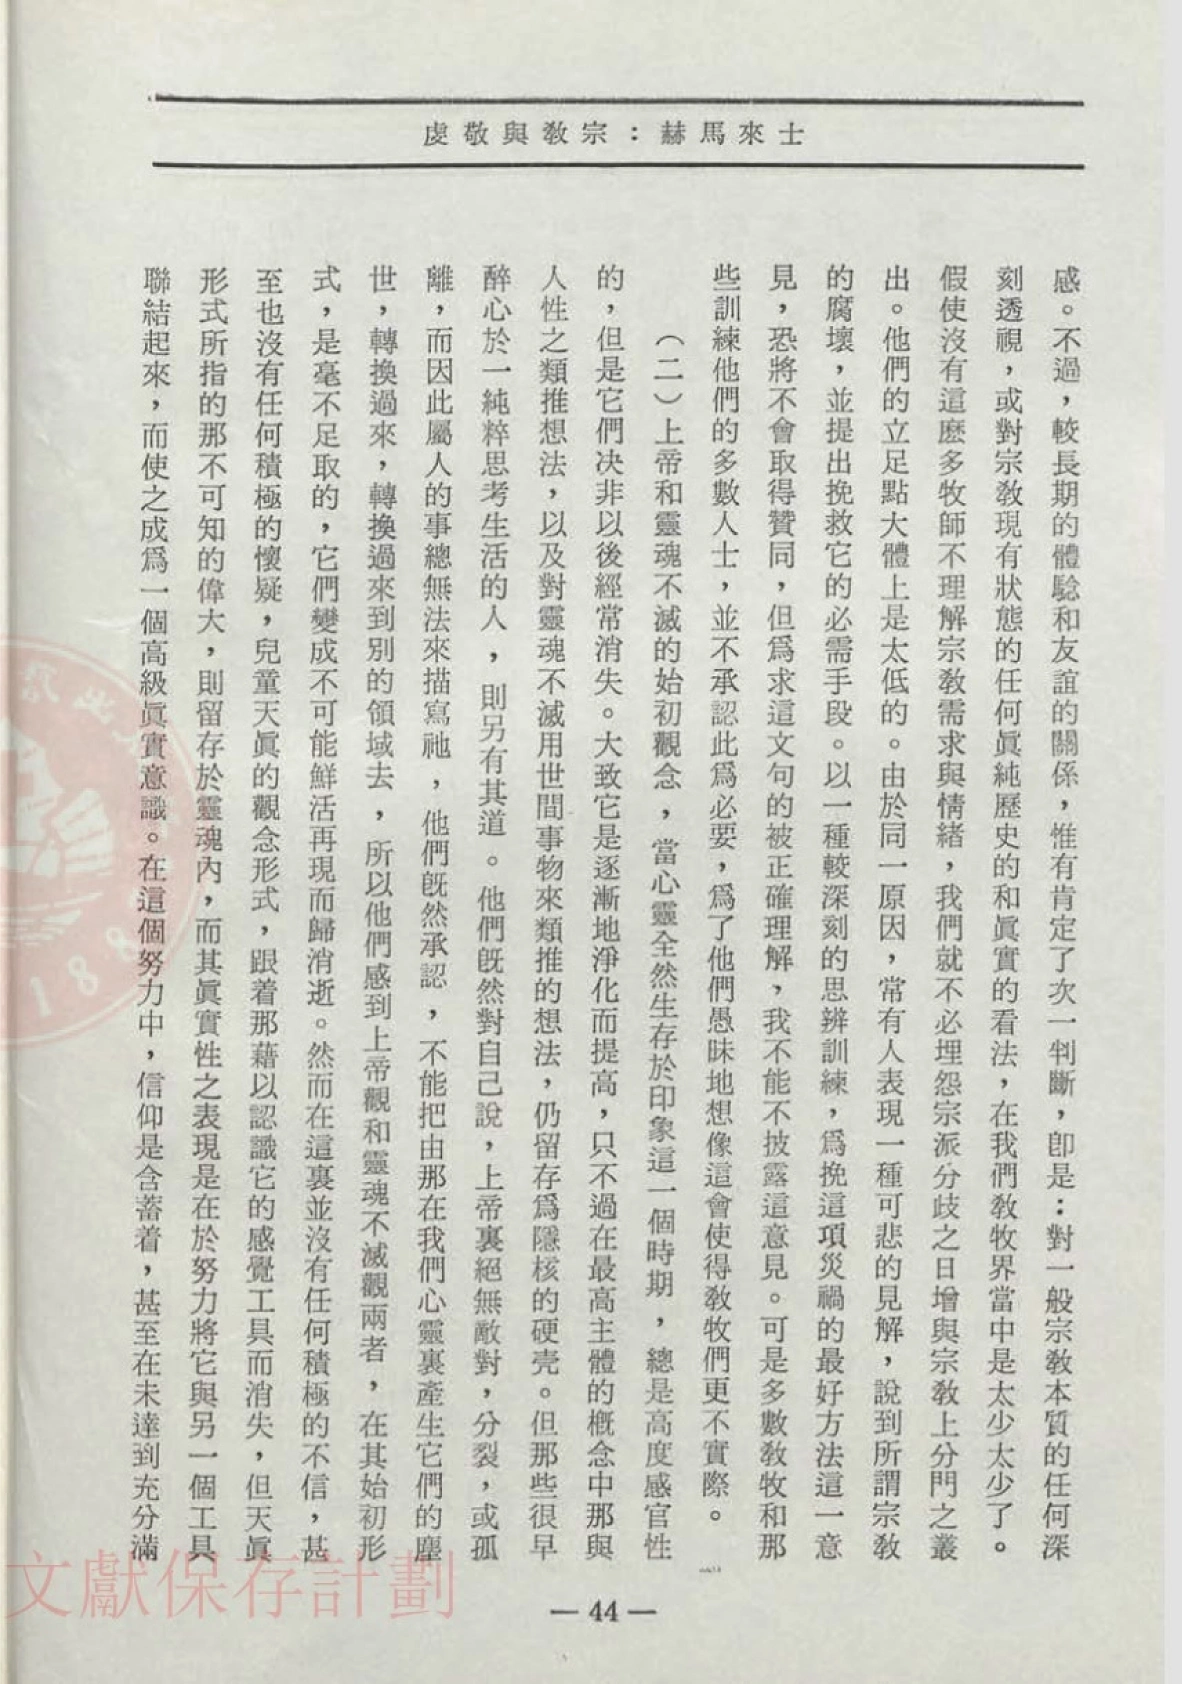 士來馬赫：宗教與敬虔
感。不過，較長期的體驗和友誼的關係，惟有肯定了次一判斷，卽是：對一般宗敎本質的任何深
刻透視，或對宗敎現有狀態的任何眞純歷史的和眞實的看法，在我們敎牧界當中是太少太少了。
假使沒有這麽多牧師不理解宗敎需求與情緒，我們就不必埋怨宗派分歧之日增與宗敎上分門之叢
出。他們的立足點大體上是太低的。由於同一原因，常有人表現一種可悲的見解，說到所謂宗敎
的腐壞，並提出挽救它的必需手段。以一種較深刻的思辨訓練，爲挽這項災禍的最好方法這一意
見，恐將不會取得贊同，但爲求這文句的被正確理解，我不能不披露這意見。可是多數敎牧和那
些訓練他們的多數人士，並不承認此爲必要，爲了他們愚昧地想像這會使得敎牧們更不實際。
（二）上帝和靈魂不滅的始初觀念，當心靈全然生存於印象這一個時期，總是高度感官性
的，但是它們決非以後經常消失。大致它是逐漸地淨化而提高，只不過在最高主體的槪念中那與
人性之類推想法，以及對靈魂不滅用世間事物來類推的想法，仍留存爲隱核的硬壳。但那些很早
醉心於一純粹思考生活的人，則另有其道。他們旣然對自己說，上帝裏絕無敵對，分裂，或孤
離，而因此屬人的事總無法來描寫祂，他們旣然承認，不能把由那在我們心靈裏產生它們的塵
世，轉換過來，轉換過來到別的領域去，所以他們感到上帝觀和靈魂不滅觀兩者，在其始初形
式，是毫不足取的，它們變成不可能鮮活再現而歸消逝。然而在這裏並沒有任何積極的不信，甚
至也沒有任何積極的懷疑，兒童天眞的觀念形式，跟着那藉以認識它的感覺工具而消失，但天眞
形式所指的那不可知的偉大，則留存於靈魂內，而其眞實性之表現是在於努力將它與另一個工具
聯結起來，而使之成爲一個高級眞實意識。在這個努力中，信仰是含蓄着，甚至在未達到充分滿
— 44 —
文獻保存計劃
188